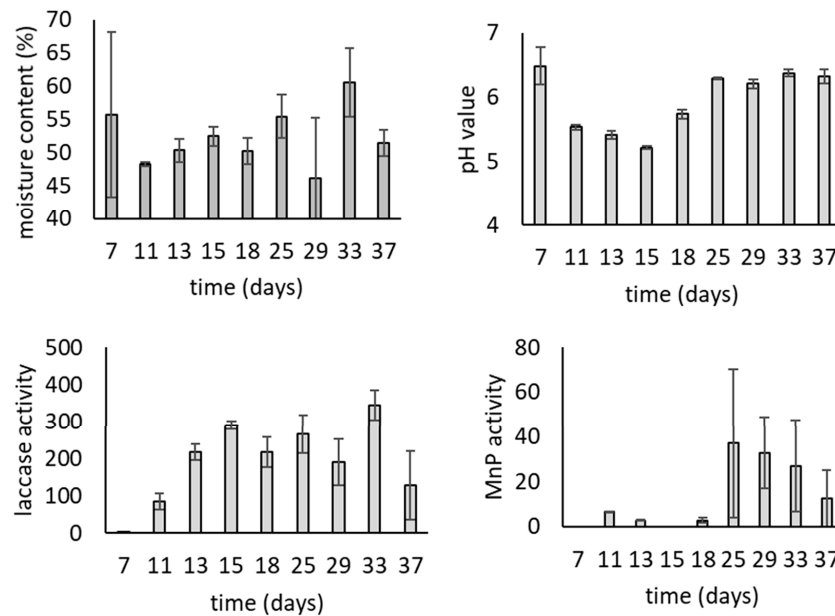 moisture content (%)
70
65
60
55
50
45
40
7 11 13 15 18 25 29 33 37
time (days)
pH value
7
6
5
4
7 11 13 15 18 25 29 33 37
time (days)
laccase activity
500
400
300
200
100
0
7 11 13 15 18 25 29 33 37
time (days)
MnP activity
80
60
40
20
0
7 11 13 15 18 25 29 33 37
time (days)